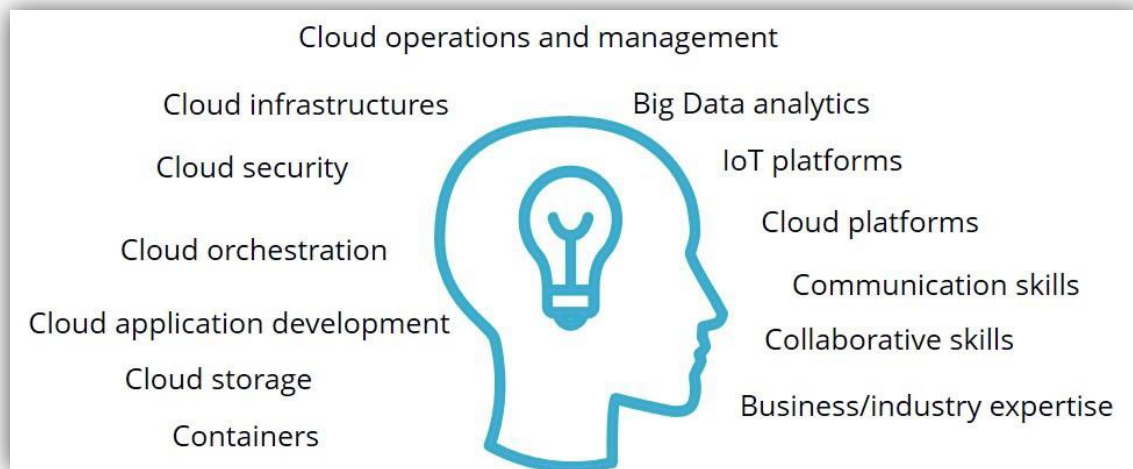 Cloud operations and management
Cloud infrastructures
Big Data analytics
Cloud security
IoT platforms
Cloud orchestration
Cloud platforms
Communication skills
Cloud application development
Collaborative skills
Cloud storage
Business/industry expertise
Containers